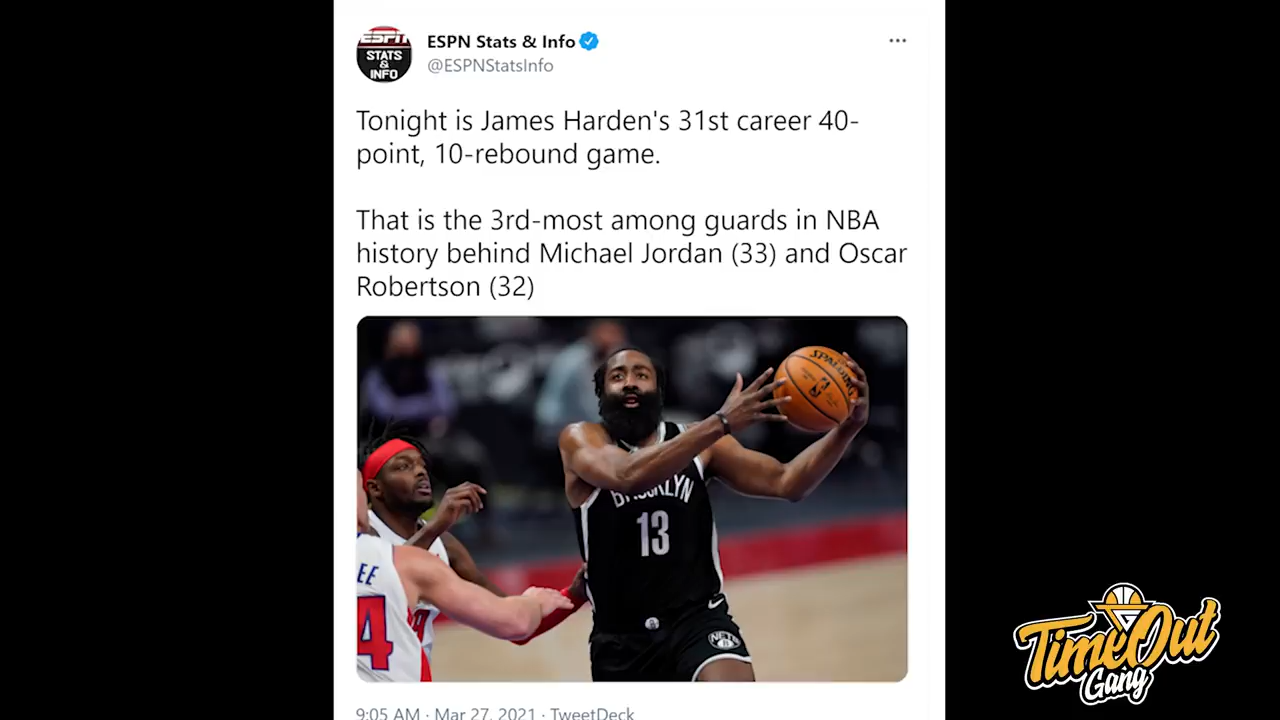 ESPN
STATS
&
INFO
ESPN Stats & Info
@ESPNStatsInfo
Tonight is James Harden's 31st career 40-
point, 10-rebound game.
That is the 3rd-most among guards in NBA
history behind Michael Jordan (33) and Oscar
Robertson (32)
SPALDING
BROOKLYN
13
NETS
EE
4
9:05 AM · Mar 27, 2021 · TweetDeck
TimeOut
Gang